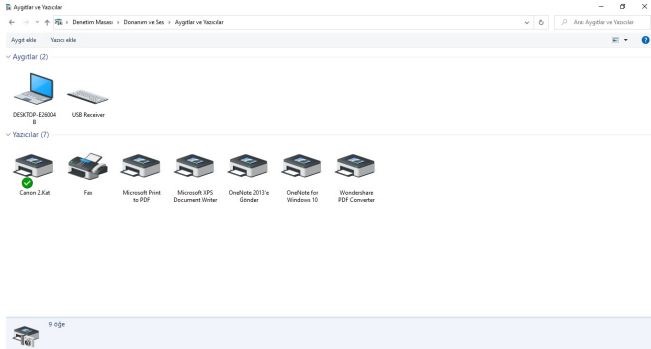 Aygıtlar ve Yazıcılar
Denetim Masası > Donanım ve Ses > Aygıtlar ve Yazıcılar
Ara: Aygıtlar ve Yazıcılar
Aygıt ekle Yazıcı ekle
Aygıtlar (2)
DESKTOP-E26004
B
USB Receiver
Yazıcılar (7)
Canon 2.Kat
Fax
Microsoft Print
to PDF
Microsoft XPS
Document Writer
OneNote 2013'e
Gönder
OneNote for
Windows 10
Wondershare
PDF Converter
9 öğe